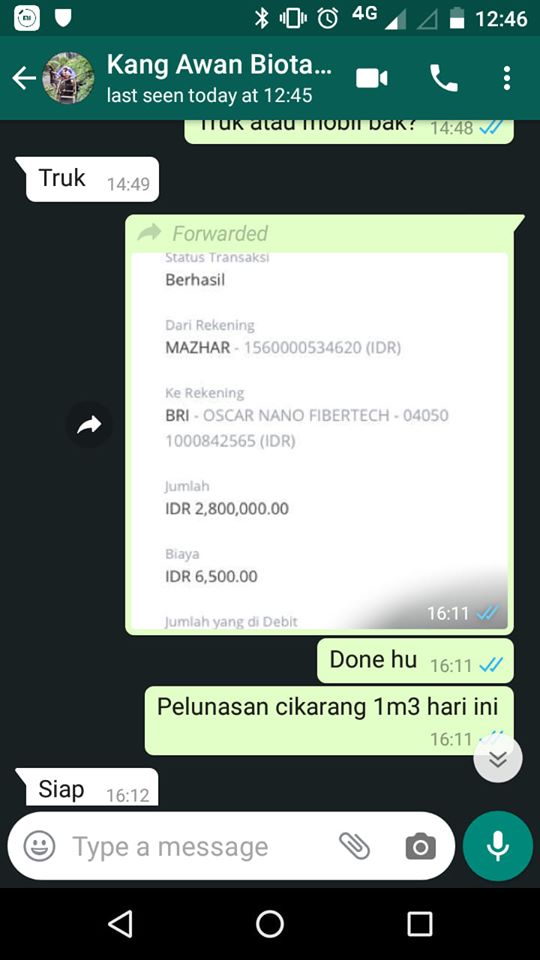 4G 12:46
Kang Awan Biota...
last seen today at 12:45
Truk atau mobil bak? 14:48
Truk 14:49
Forwarded
Status Transaksi
Berhasil
Dari Rekening
MAZHAR - 1560000534620 (IDR)
Ke Rekening
BRI - OSCAR NANO FIBERTECH - 04050
1000842565 (IDR)
Jumlah
IDR 2,800,000.00
Biaya
IDR 6,500.00
Jumlah yang di Debit
16:11
Done hu 16:11
Pelunasan cikarang 1m3 hari ini
16:11
Siap 16:12
Type a message